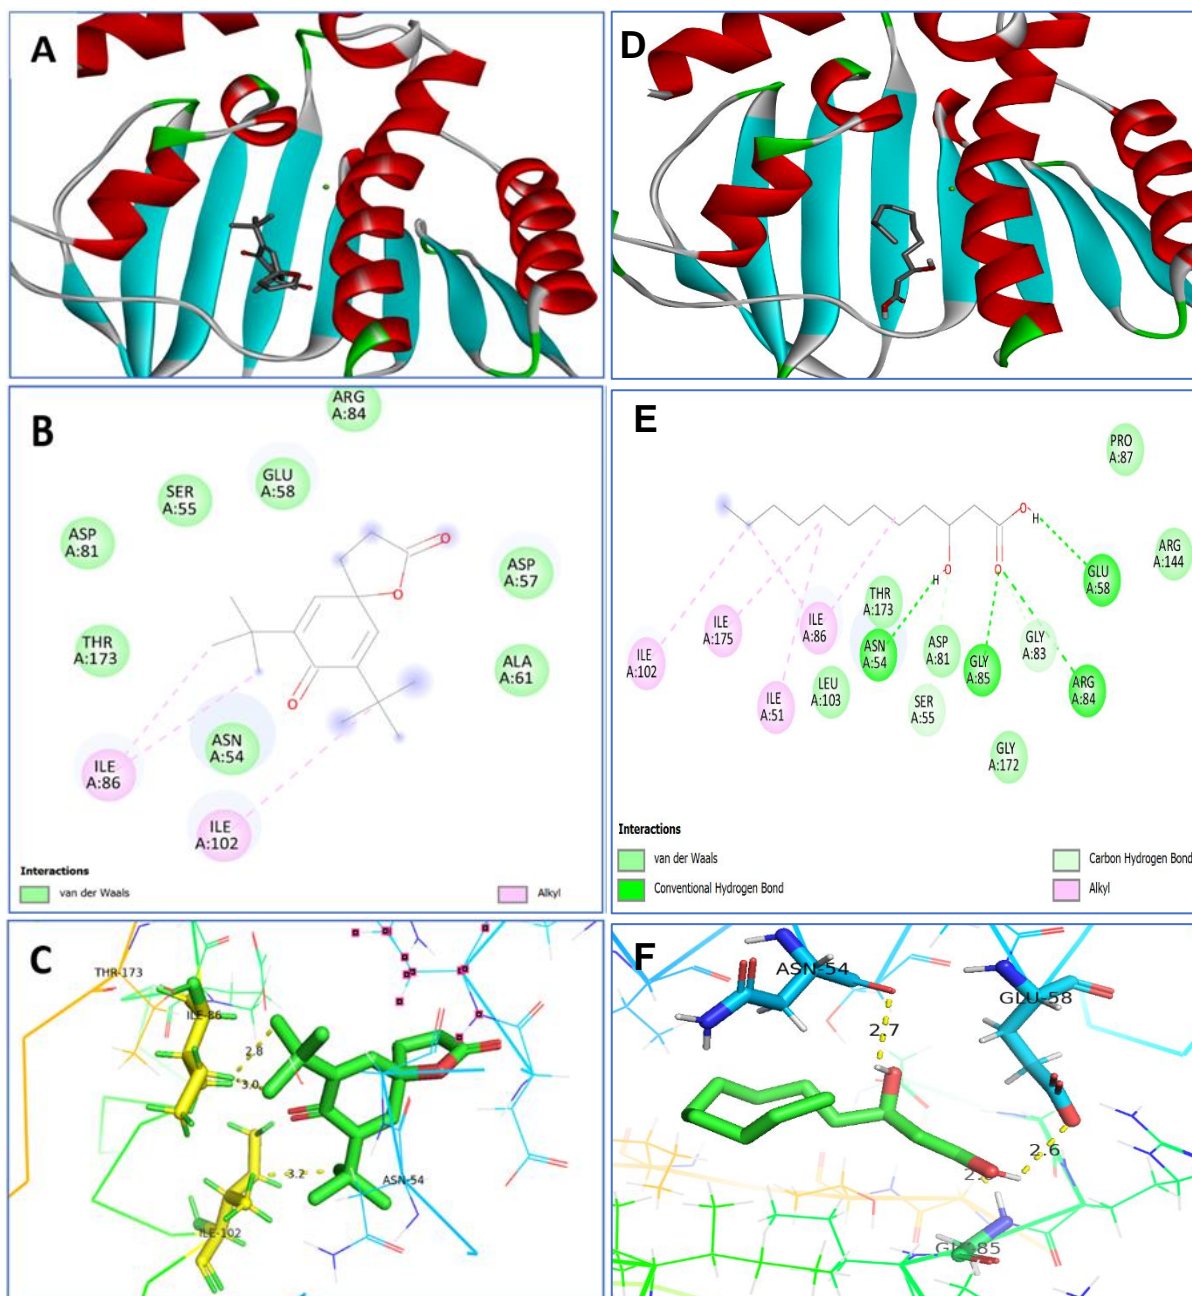 A
D
B
ARG
A:84
GLU
A:58
SER
A:55
ASP
A:81
ASP
A:57
THR
A:173
ALA
A:61
ASN
A:54
ILE
A:86
ILE
A:102
O
O
O
Interactions
van der Waals
Alkyl
E
PRO
A:87
O
H
ARG
A:144
GLU
A:58
O
H
O
THR
A:173
ILE
A:175
ILE
A:86
ASN
A:54
ASP
A:81
GLY
A:83
ILE
A:102
GLY
A:85
ARG
A:84
LEU
A:103
ILE
A:51
SER
A:55
GLY
A:172
Interactions
van der Waals
Carbon Hydrogen Bond
Conventional Hydrogen Bond
Alkyl
C
THR-173
ILE-86
2.8
3.0
3.2
ASN-54
ILE-102
F
ASN-54
GLU-58
2.7
2.6